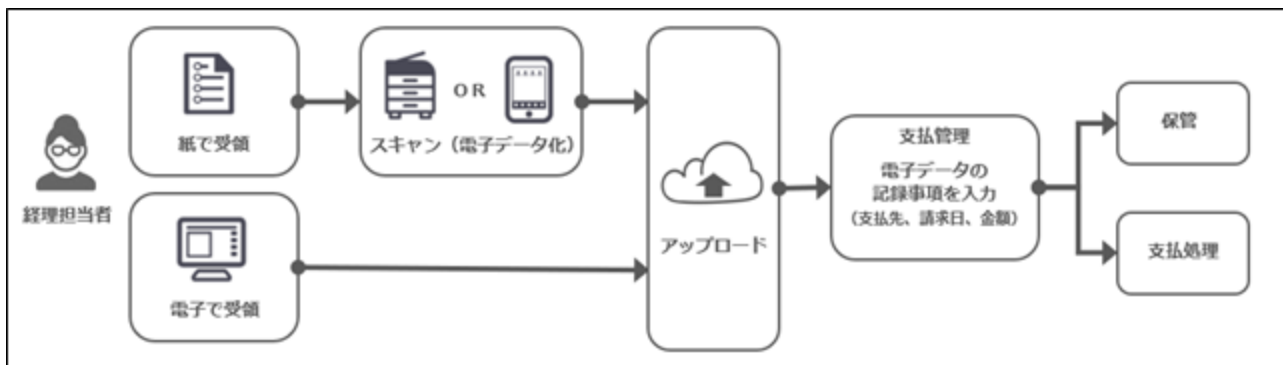 経理担当者
紙で受領
OR
スキャン（電子データ化）
電子で受領
アップロード
支払管理
電子データの
記録事項を入力
（支払先、請求日、金額）
保管
支払処理